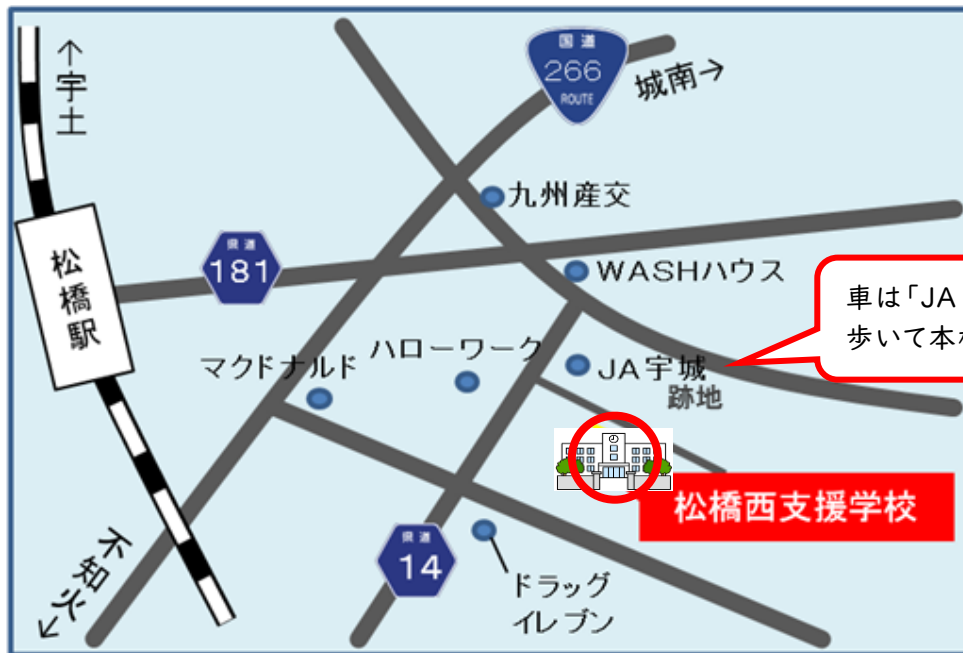 ↑宇土
国道
266
ROUTE
城南→
九州産交
県道
181
WASHハウス
松橋駅
車は「JA
歩いて本
マクドナルド
ハローワーク
JA宇城
跡地
松橋西支援学校
県道
14
ドラッグ
イレブン
不知火